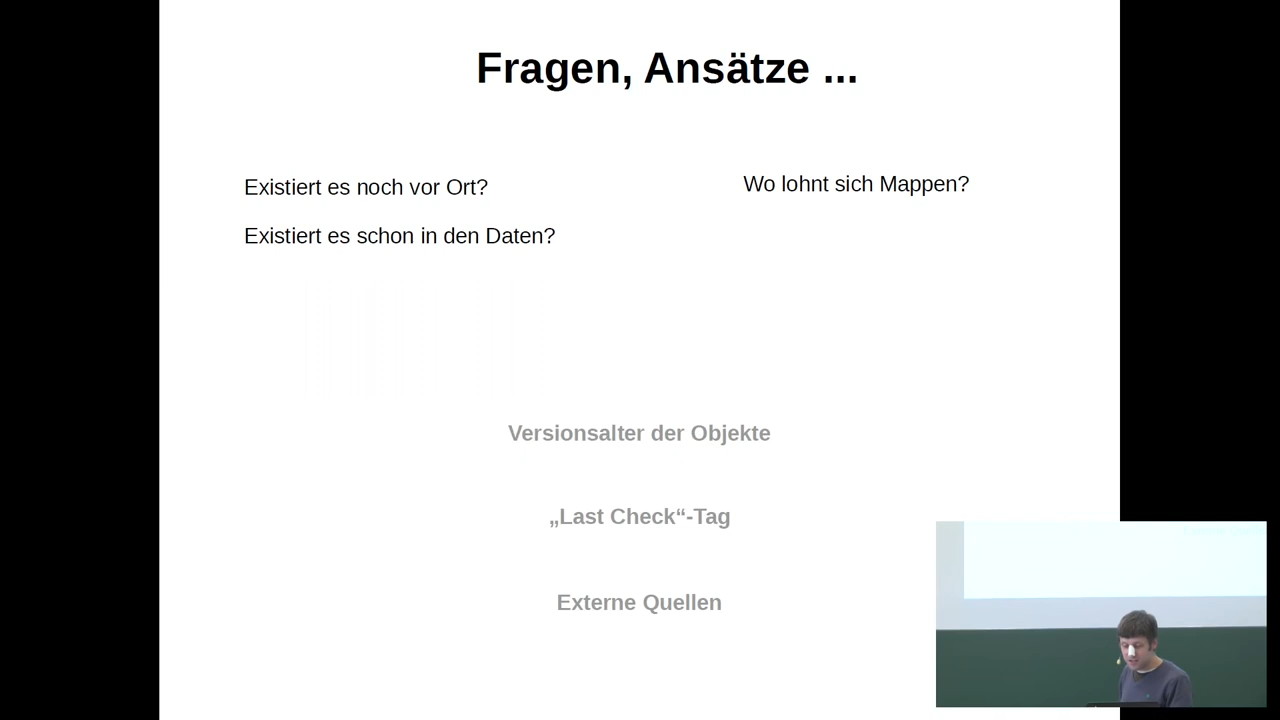 Fragen, Ansätze ...
Existiert es noch vor Ort?
Wo lohnt sich Mappen?
Existiert es schon in den Daten?
Versionsalter der Objekte
„Last Check“-Tag
Externe Quellen